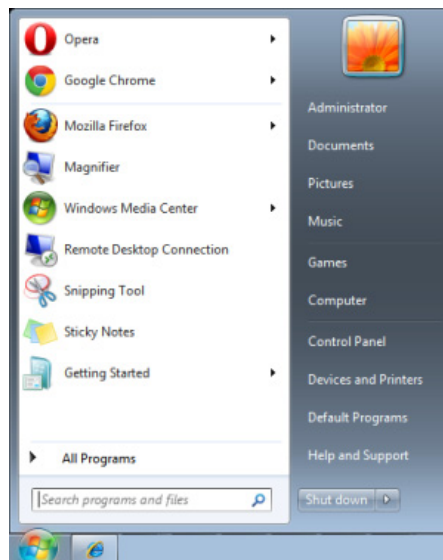 Opera
Google Chrome
Mozilla Firefox
Magnifier
Windows Media Center
Remote Desktop Connection
Snipping Tool
Sticky Notes
Getting Started
All Programs
Search programs and files
Administrator
Documents
Pictures
Music
Games
Computer
Control Panel
Devices and Printers
Default Programs
Help and Support
Shut down